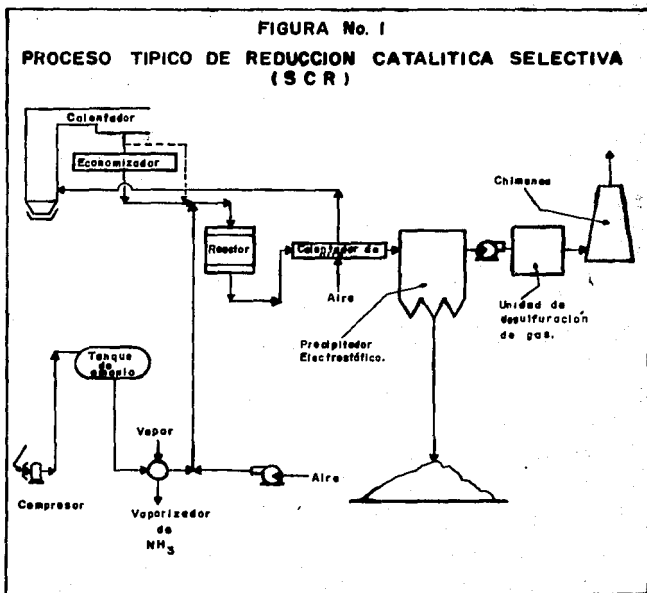 FIGURA No. 1
PROCESO TIPICO DE REDUCCION CATALITICA SELECTIVA
(SCR)
Calentador
Economizador
Chimenea
Reactor
Calentador de
Aire
Unidad de
desulfuración
de gas.
Precipitador
Electrostático.
Tanque
de
amonio
Vapor
Aire
Compresor
Vaporizador
de
NH3